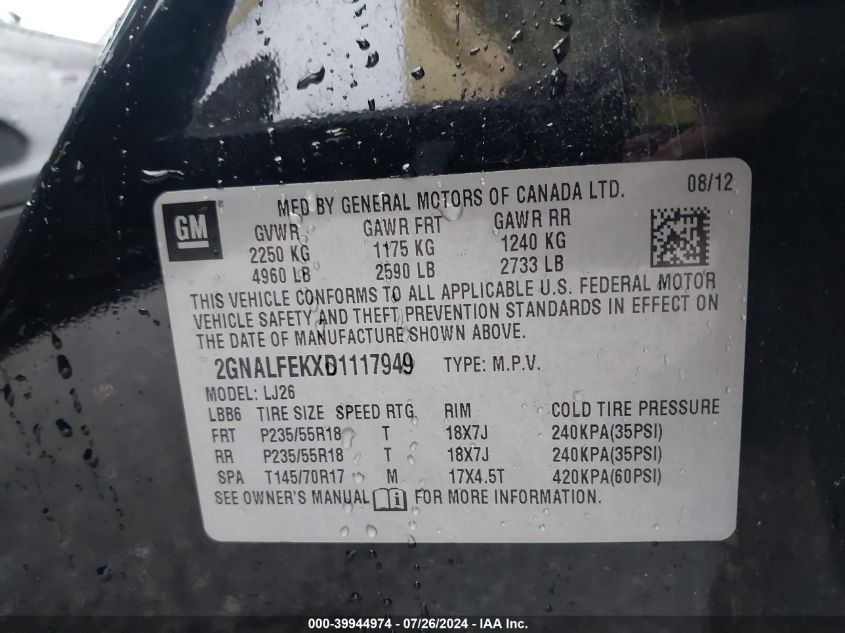 GM ®
MFD BY GENERAL MOTORS OF CANADA LTD. 08/12
GVWR GAWR FRT GAWR RR
2250 KG 1175 KG 1240 KG
4960 LB 2590 LB 2733 LB
THIS VEHICLE CONFORMS TO ALL APPLICABLE U.S. FEDERAL MOTOR
VEHICLE SAFETY AND THEFT PREVENTION STANDARDS IN EFFECT ON
THE DATE OF MANUFACTURE SHOWN ABOVE.
2GNALFEKXD1117949 TYPE: M.P.V.
MODEL: LJ26
LBB6 TIRE SIZE SPEED RTG RIM COLD TIRE PRESSURE
FRT P235/55R18 T 18X7J 240KPA(35PSI)
RR P235/55R18 T 18X7J 240KPA(35PSI)
SPA T145/70R17 M 17X4.5T 420KPA(60PSI)
SEE OWNER'S MANUAL i FOR MORE INFORMATION.
000-39944974 - 07/26/2024 - IAA Inc.